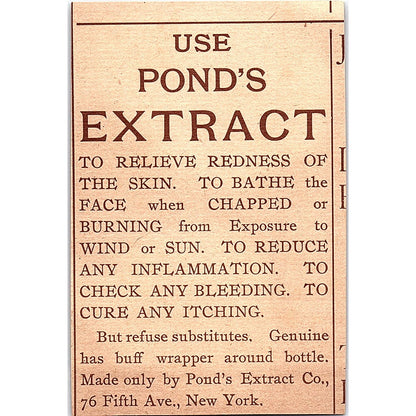 USE
POND'S
EXTRACT
TO RELIEVE REDNESS OF
THE SKIN. TO BATHE the
FACE when CHAPPED or
BURNING from Exposure to
WIND or SUN. TO REDUCE
ANY INFLAMMATION. TO
CHECK ANY BLEEDING. TO
CURE ANY ITCHING.
But refuse substitutes. Genuine
has buff wrapper around bottle.
Made only by Pond's Extract Co.,
76 Fifth Ave., New York.